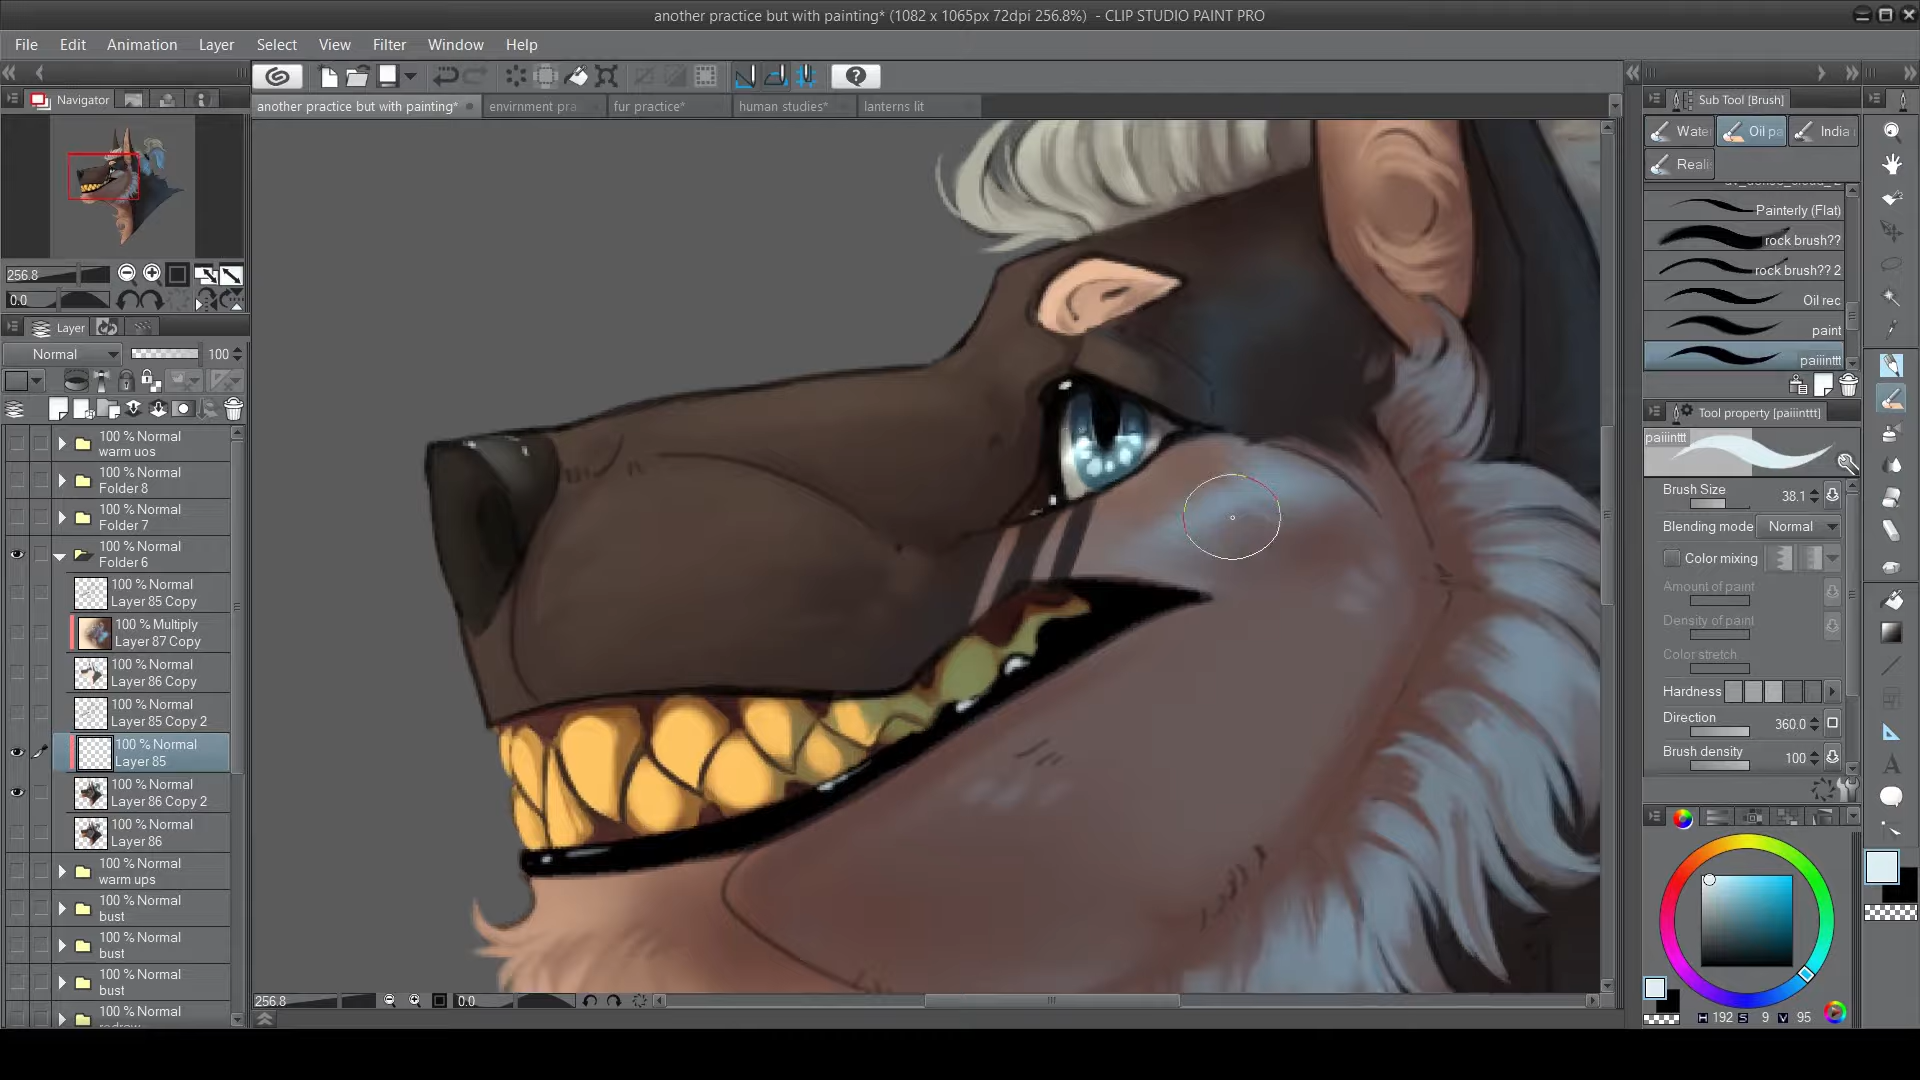 another practice but with painting* (1082 x 1065px 72dpi 256.8%)  - CLIP STUDIO PAINT PRO
File Edit Animation Layer Select View Filter Window Help
Navigator
another practice but with painting* envirnment pra fur practice* human studies* lanterns lit
Sub Tool [Brush]
Wate Oil pa India
Reali
Painterly (Flat)
rock brush??
rock brush?? 2
Oil rec
paint
paiiinttt
256.8
0.0
Layer
Normal 100
100 % Normal
warm uos
100 % Normal
Folder 8
100 % Normal
Folder 7
100 % Normal
Folder 6
100 % Normal
Layer 85 Copy
100 % Multiply
Layer 87 Copy
100 % Normal
Layer 86 Copy
100 % Normal
Layer 85 Copy 2
100 % Normal
Layer 85
100 % Normal
Layer 86 Copy 2
100 % Normal
Layer 86
100 % Normal
warm ups
100 % Normal
bust
100 % Normal
bust
100 % Normal
bust
100 % Normal
Tool property [paiiinttt]
paiiinttt
Brush Size 38.1
Blending mode Normal
Color mixing
Amount of paint
Density of paint
Color stretch
Hardness
Direction 360.0
Brush density 100
256.8 0.0
H 192 S 9 V 95